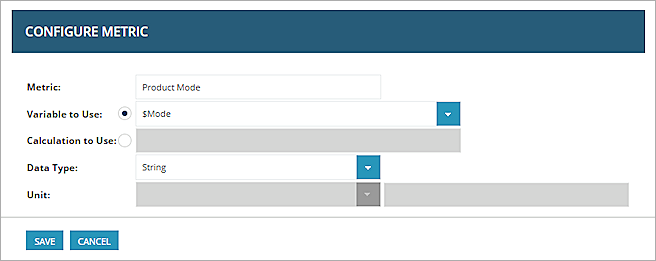 CONFIGURE METRIC
Metric: Product Mode
Variable to Use: $Mode
Calculation to Use:
Data Type: String
Unit:
SAVE CANCEL